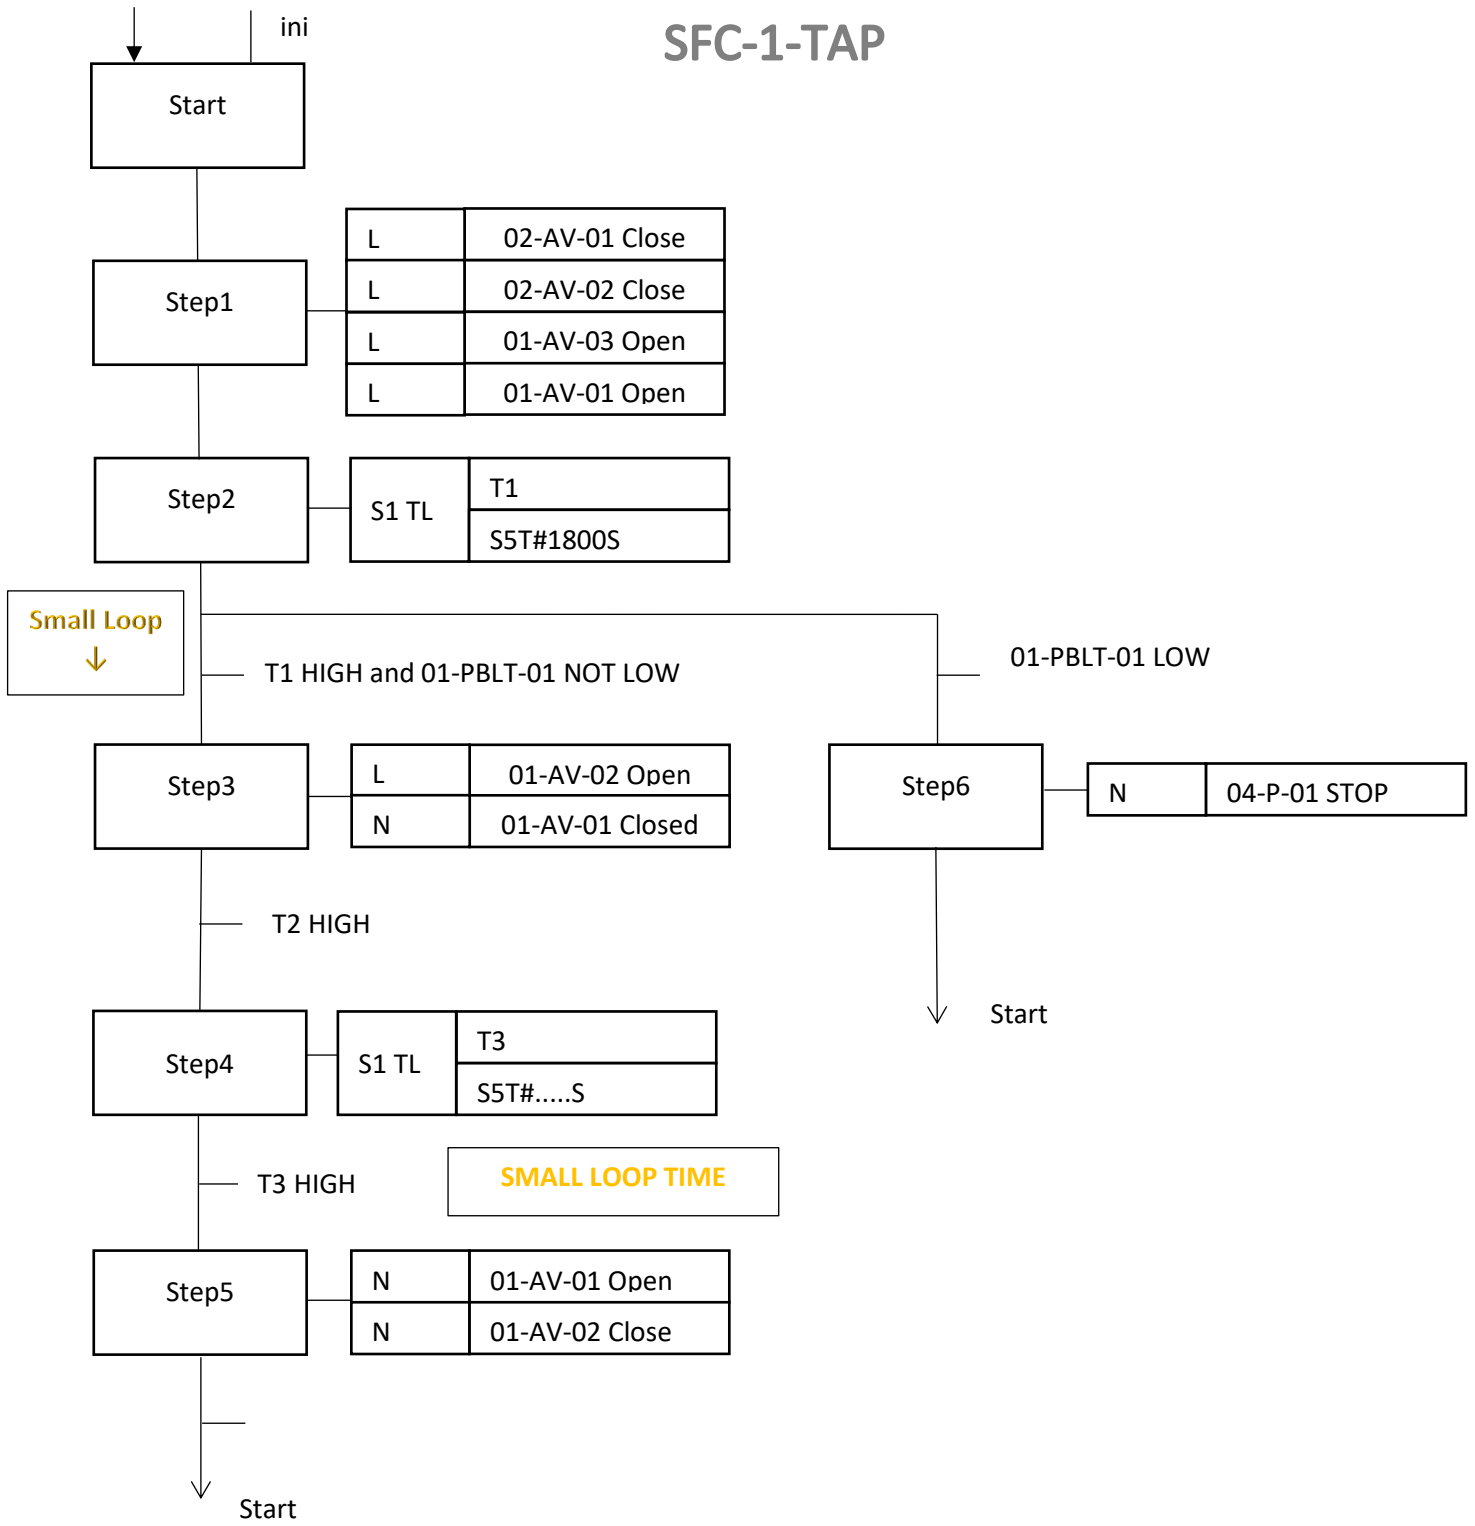 SFC-1-TAP
ini
Start
Step1
L 02-AV-01 Close
L 02-AV-02 Close
L 01-AV-03 Open
L 01-AV-01 Open
Step2
S1 TL
T1
S5T#1800S
Small Loop
↓
T1 HIGH and 01-PBLT-01 NOT LOW
01-PBLT-01 LOW
Step3
L 01-AV-02 Open
N 01-AV-01 Closed
Step6
N 04-P-01 STOP
T2 HIGH
Start
Step4
S1 TL
T3
S5T#.....S
T3 HIGH
SMALL LOOP TIME
Step5
N 01-AV-01 Open
N 01-AV-02 Close
Start